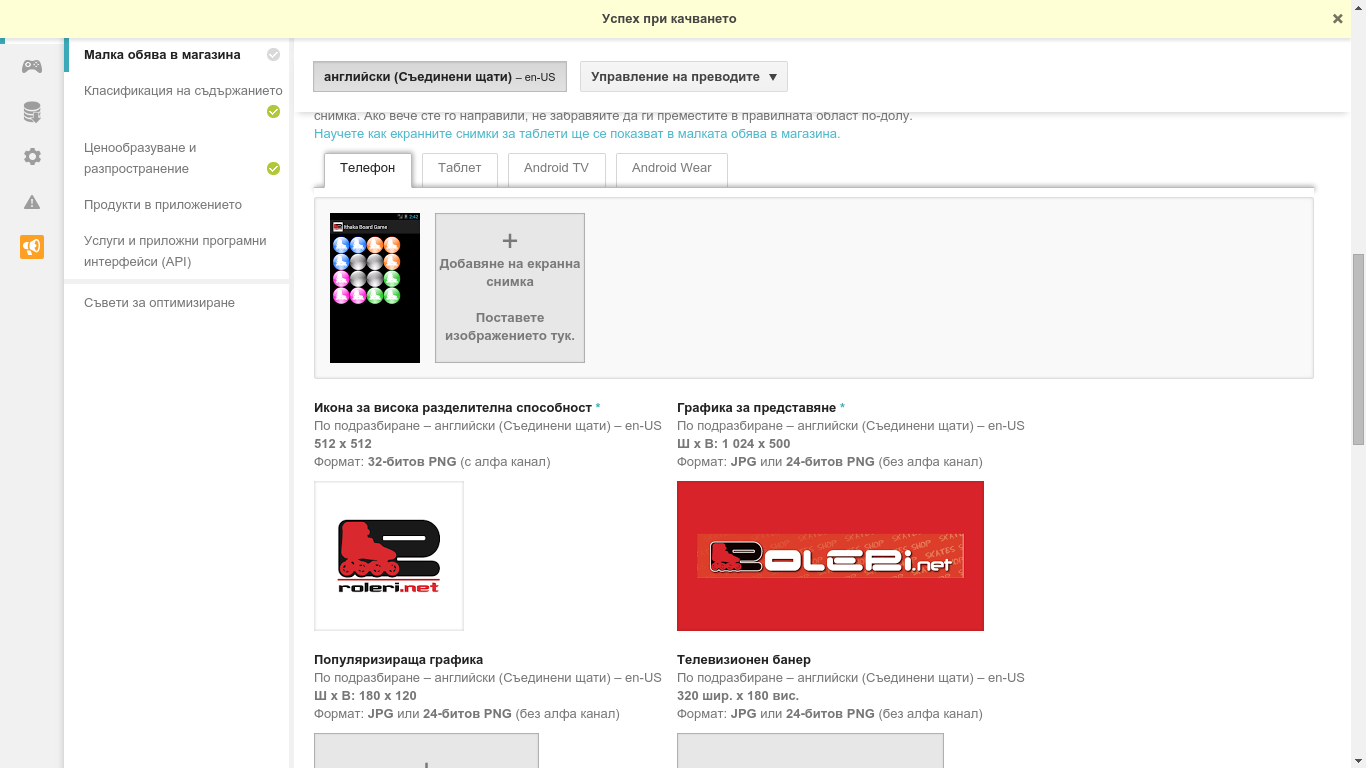 Успех при качването
Малка обява в магазина
Класификация на съдържанието
Ценообразуване и
разпространение
Продукти в приложението
Услуги и приложни програмни
интерфейси (API)
Съвети за оптимизиране
английски (Съединени щати) – en-US
Управление на преводите
снимка. Ако вече сте го направили, не забравяйте да ги преместите в правилната област по-долу.
Научете как екранните снимки за таблети ще се показват в малката обява в магазина.
Телефон
Таблет
Android TV
Android Wear
2:42
Ithaka Board Game
Добавяне на екранна
снимка
Поставете
изображението тук.
Икона за висока разделителна способност *
По подразбиране – английски (Съединени щати) – en-US
512 x 512
Формат: 32-битов PNG (с алфа канал)
roleri.net
Графика за представяне *
По подразбиране – английски (Съединени щати) – en-US
Ш x В: 1 024 x 500
Формат: JPG или 24-битов PNG (без алфа канал)
SKATES SHOP
ROLERi.net
Популяризираща графика
По подразбиране – английски (Съединени щати) – en-US
Ш x В: 180 x 120
Формат: JPG или 24-битов PNG (без алфа канал)
Телевизионен банер
По подразбиране – английски (Съединени щати) – en-US
320 шир. x 180 вис.
Формат: JPG или 24-битов PNG (без алфа канал)